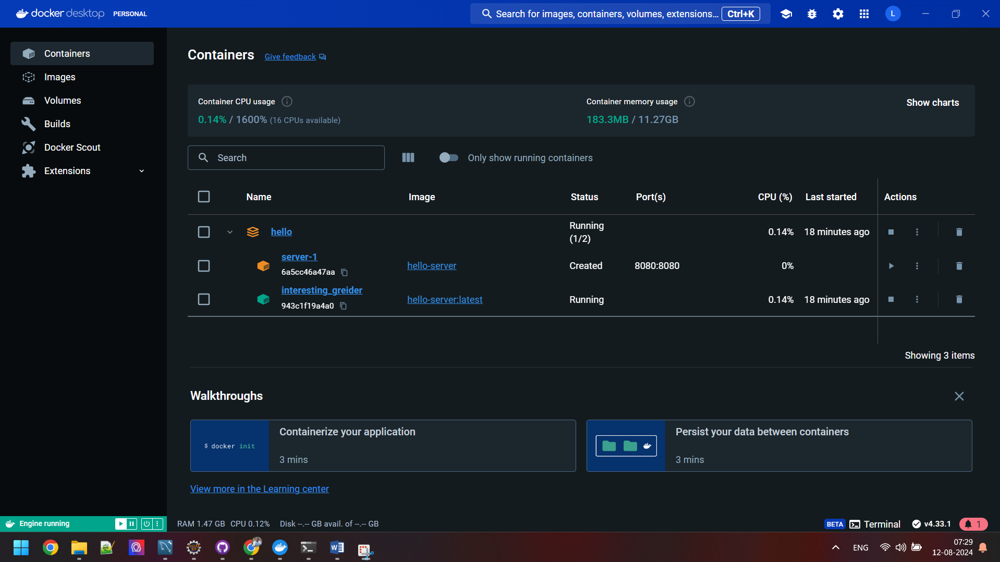 docker desktop PERSONAL
Search for images, containers, volumes, extensions... Ctrl+K
L
Containers
Images
Volumes
Builds
Docker Scout
Extensions
Containers Give feedback
Container CPU usage
0.14% / 1600% (16 CPUs available)
Container memory usage
183.3MB / 11.27GB
Show charts
Search
Only show running containers
Name Image Status Port(s) CPU (%) Last started Actions
hello Running (1/2) 0.14% 18 minutes ago
server-1
6a5cc46a47aa
hello-server Created 8080:8080 0%
interesting_greider
943c1f19a4a0
hello-server:latest Running 0.14% 18 minutes ago
Showing 3 items
Walkthroughs
$ docker init
Containerize your application
3 mins
Persist your data between containers
3 mins
View more in the Learning center
Engine running
RAM 1.47 GB CPU 0.12% Disk --.-- GB avail. of --.-- GB
BETA Terminal v4.33.1 1
ENG
07:29
12-08-2024